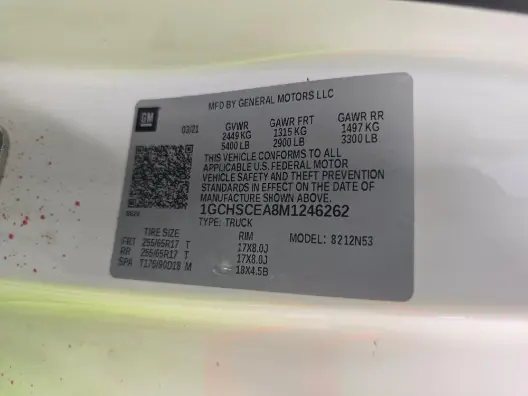 MFD BY GENERAL MOTORS LLC
GM
03/21
GVWR GAWR FRT GAWR RR
2449 KG 1315 KG 1497 KG
5400 LB 2900 LB 3300 LB
THIS VEHICLE CONFORMS TO ALL
APPLICABLE U.S. FEDERAL MOTOR
VEHICLE SAFETY AND THEFT PREVENTION
STANDARDS IN EFFECT ON THE DATE OF
MANUFACTURE SHOWN ABOVE.
1GCHSCEA8M1246262
TYPE: TRUCK
MODEL: 8212N53
TIRE SIZE RIM
FRT 255/65R17 T 17X8.0J
RR 255/65R17 T 17X8.0J
SPA T175/90D18 M 18X4.5B